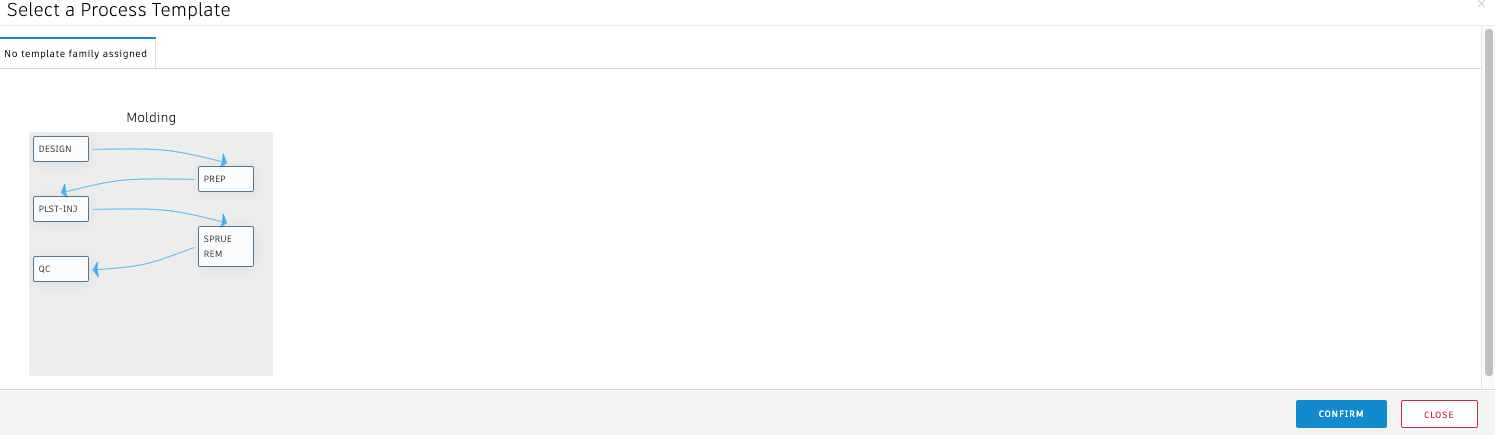 Select a Process Template
No template family assigned
Molding
DESIGN
PREP
PLST-INJ
SPRUE
REM
QC
CONFIRM
CLOSE